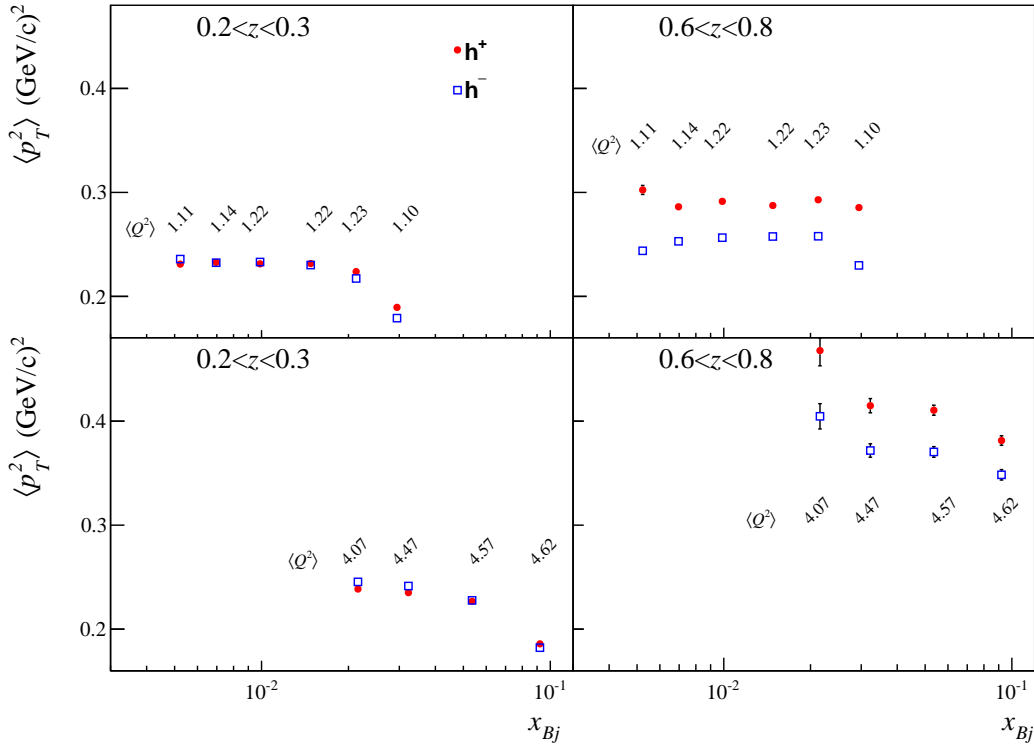 0.2<z<0.3
0.6<z<0.8
h⁺
h⁻
⟨p²_T⟩ (GeV/c)²
0.4
0.3
0.2
⟨Q²⟩ 1.11 1.14 1.22 1.22 1.23 1.10
⟨Q²⟩ 1.11 1.14 1.22 1.22 1.23 1.10
0.2<z<0.3
0.6<z<0.8
⟨p²_T⟩ (GeV/c)²
0.4
0.3
0.2
⟨Q²⟩ 4.07 4.47 4.57 4.62
⟨Q²⟩ 4.07 4.47 4.57 4.62
10⁻² 10⁻¹
10⁻² 10⁻¹
x_Bj
x_Bj